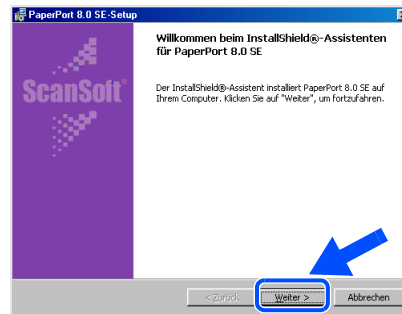 PaperPort 8.0 SE-Setup
Willkommen beim InstallShield®-Assistenten
für PaperPort 8.0 SE
ScanSoft®
Der InstallShield®-Assistent installiert PaperPort 8.0 SE auf
Ihrem Computer. Klicken Sie auf "Weiter", um fortzufahren.
< Zurück Weiter > Abbrechen